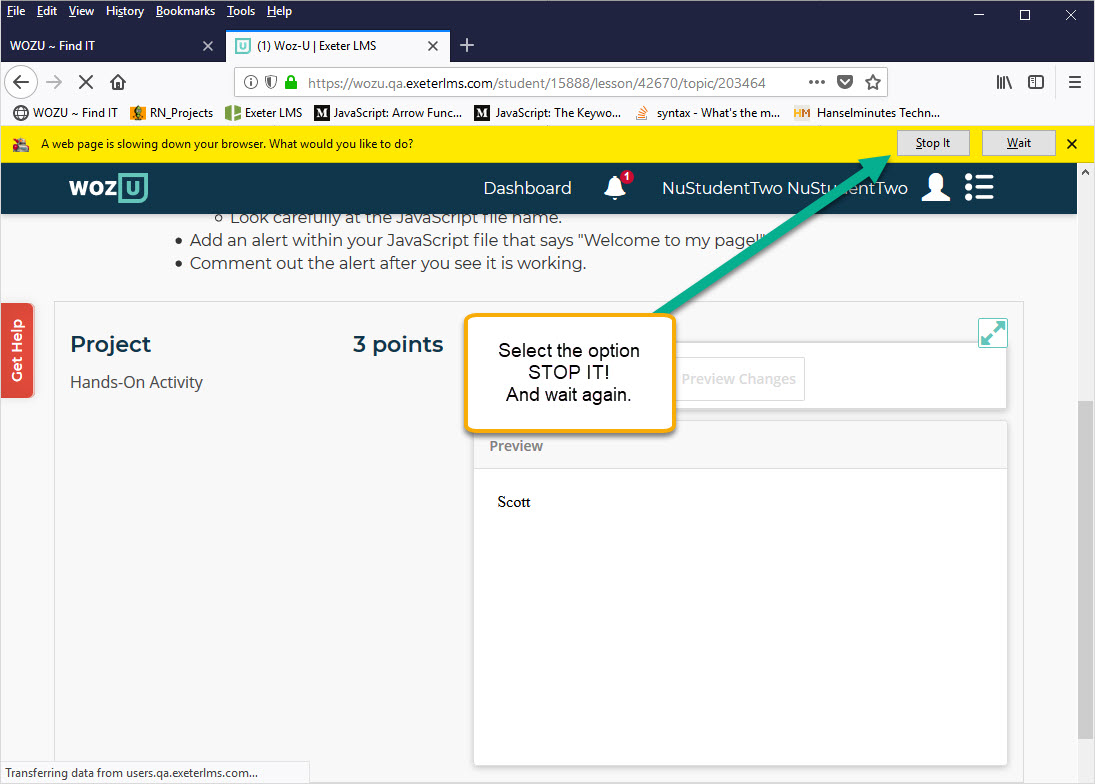 File Edit View History Bookmarks Tools Help
WOZU ~ Find IT
(1) Woz-U | Exeter LMS
https://wozu.qa.exeterlms.com/student/15888/lesson/42670/topic/203464
WOZU ~ Find IT RN_Projects Exeter LMS JavaScript: Arrow Func... JavaScript: The Keywo... syntax - What's the m... Hanselminutes Techn...
A web page is slowing down your browser. What would you like to do? Stop It Wait
WOZ U Dashboard 1 NuStudentTwo NuStudentTwo
Look carefully at the JavaScript file name.
Add an alert within your JavaScript file that says "Welcome to my page!"
Comment out the alert after you see it is working.
Get Help
Project 3 points
Hands-On Activity
Select the option
STOP IT!
And wait again.
Preview Changes
Preview
Scott
Transferring data from users.qa.exeterlms.com...